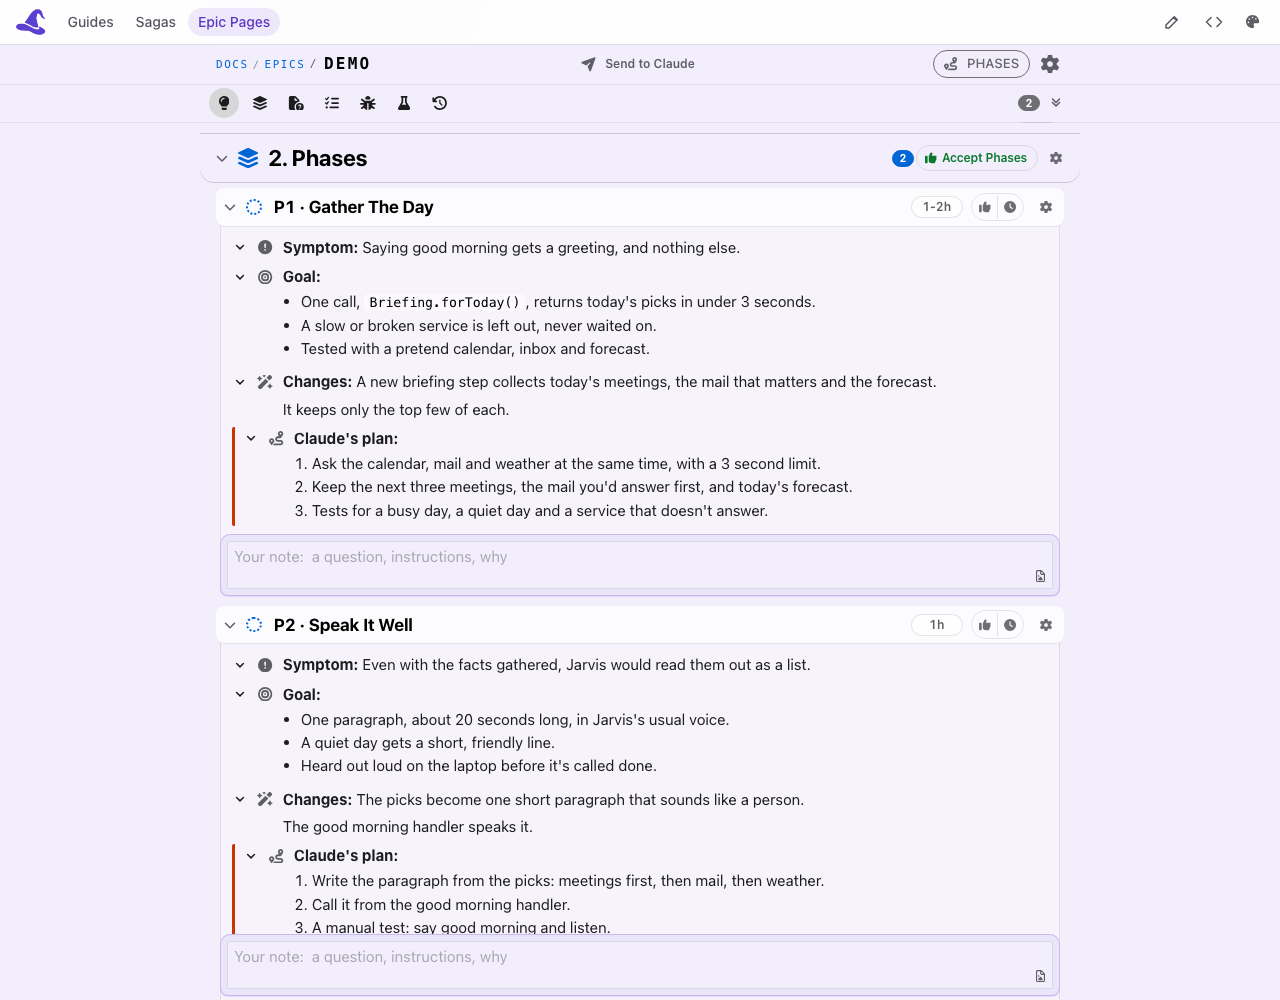 Guides Sagas Epic Pages
DOCS / EPICS / DEMO Send to Claude PHASES
2
2. Phases 2 Accept Phases
P1 · Gather The Day 1-2h
Symptom: Saying good morning gets a greeting, and nothing else.
Goal:
• One call, Briefing.forToday() , returns today's picks in under 3 seconds.
• A slow or broken service is left out, never waited on.
• Tested with a pretend calendar, inbox and forecast.
Changes: A new briefing step collects today's meetings, the mail that matters and the forecast.
It keeps only the top few of each.
Claude's plan:
1. Ask the calendar, mail and weather at the same time, with a 3 second limit.
2. Keep the next three meetings, the mail you'd answer first, and today's forecast.
3. Tests for a busy day, a quiet day and a service that doesn't answer.
Your note: a question, instructions, why
P2 · Speak It Well 1h
Symptom: Even with the facts gathered, Jarvis would read them out as a list.
Goal:
• One paragraph, about 20 seconds long, in Jarvis's usual voice.
• A quiet day gets a short, friendly line.
• Heard out loud on the laptop before it's called done.
Changes: The picks become one short paragraph that sounds like a person.
The good morning handler speaks it.
Claude's plan:
1. Write the paragraph from the picks: meetings first, then mail, then weather.
2. Call it from the good morning handler.
3. A manual test: say good morning and listen.
Your note: a question, instructions, why